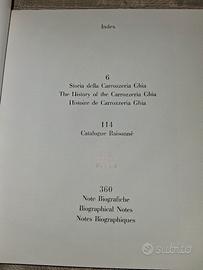 Index
6
Storia della Carrozzeria Ghia
The History of the Carrozzeria Ghia
Histoire de Carrozzeria Ghia
114
Catalogue Raisonné
360
Note Biografiche
Biographical Notes
Notes Biographiques
subito